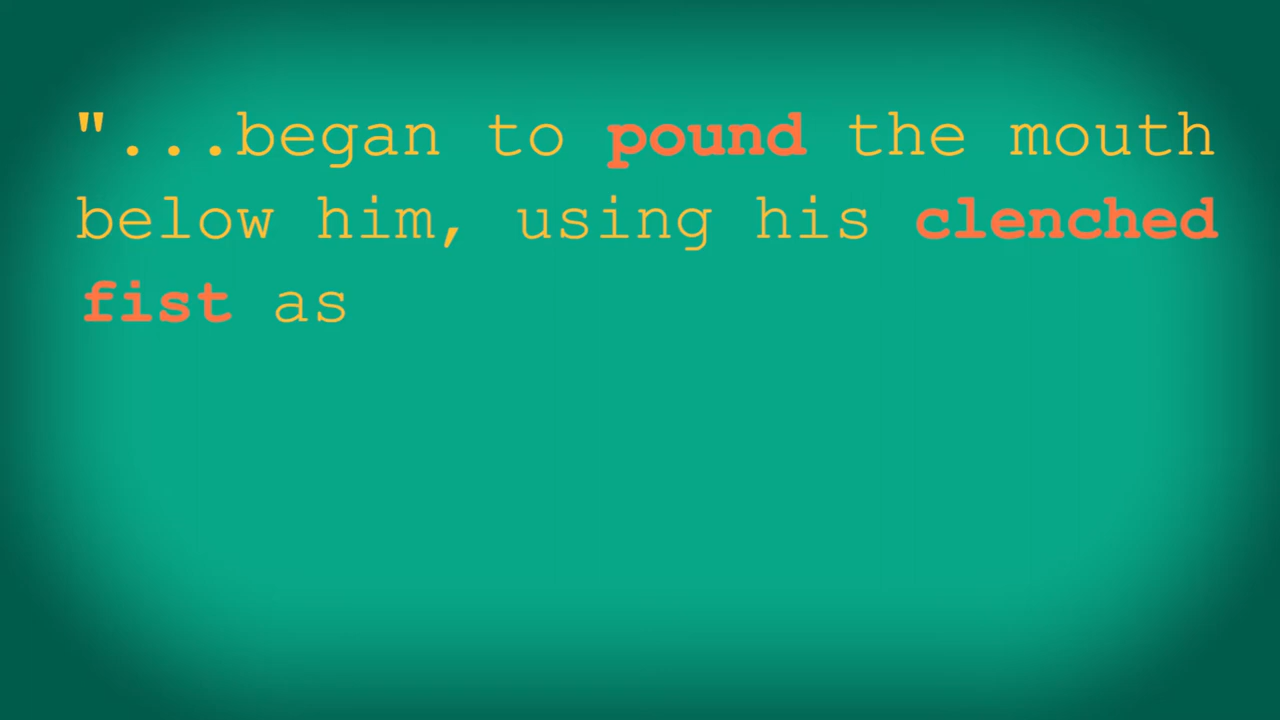 "...began to pound the mouth
below him, using his clenched
fist as